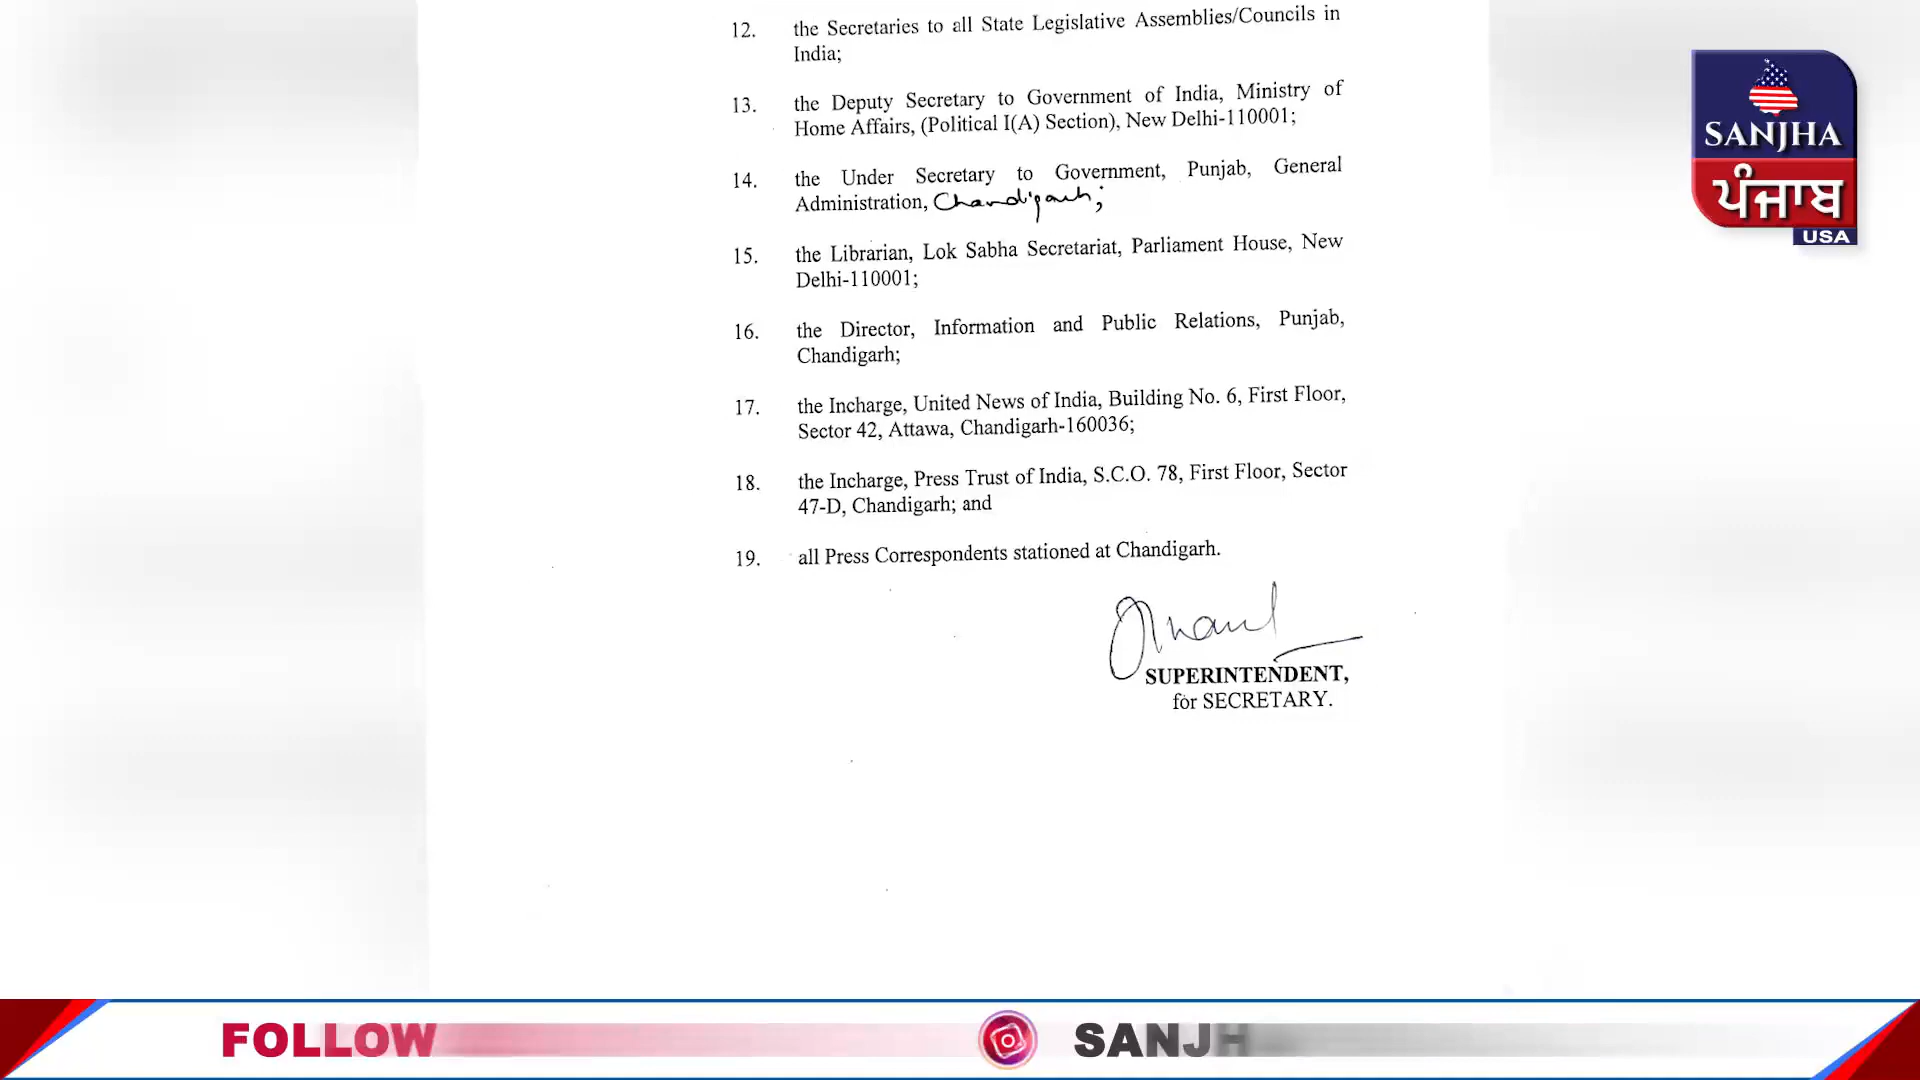 12. the Secretaries to all State Legislative Assemblies/Councils in
India;
13. the Deputy Secretary to Government of India, Ministry of
Home Affairs, (Political I(A) Section), New Delhi-110001;
14. the Under Secretary to Government, Punjab, General
Administration, Chandigarh;
15. the Librarian, Lok Sabha Secretariat, Parliament House, New
Delhi-110001;
16. the Director, Information and Public Relations, Punjab,
Chandigarh;
17. the Incharge, United News of India, Building No. 6, First Floor,
Sector 42, Attawa, Chandigarh-160036;
18. the Incharge, Press Trust of India, S.C.O. 78, First Floor, Sector
47-D, Chandigarh; and
19. all Press Correspondents stationed at Chandigarh.
SUPERINTENDENT,
for SECRETARY.
SANJHA
ਪੰਜਾਬ
USA
FOLLOW SANJH